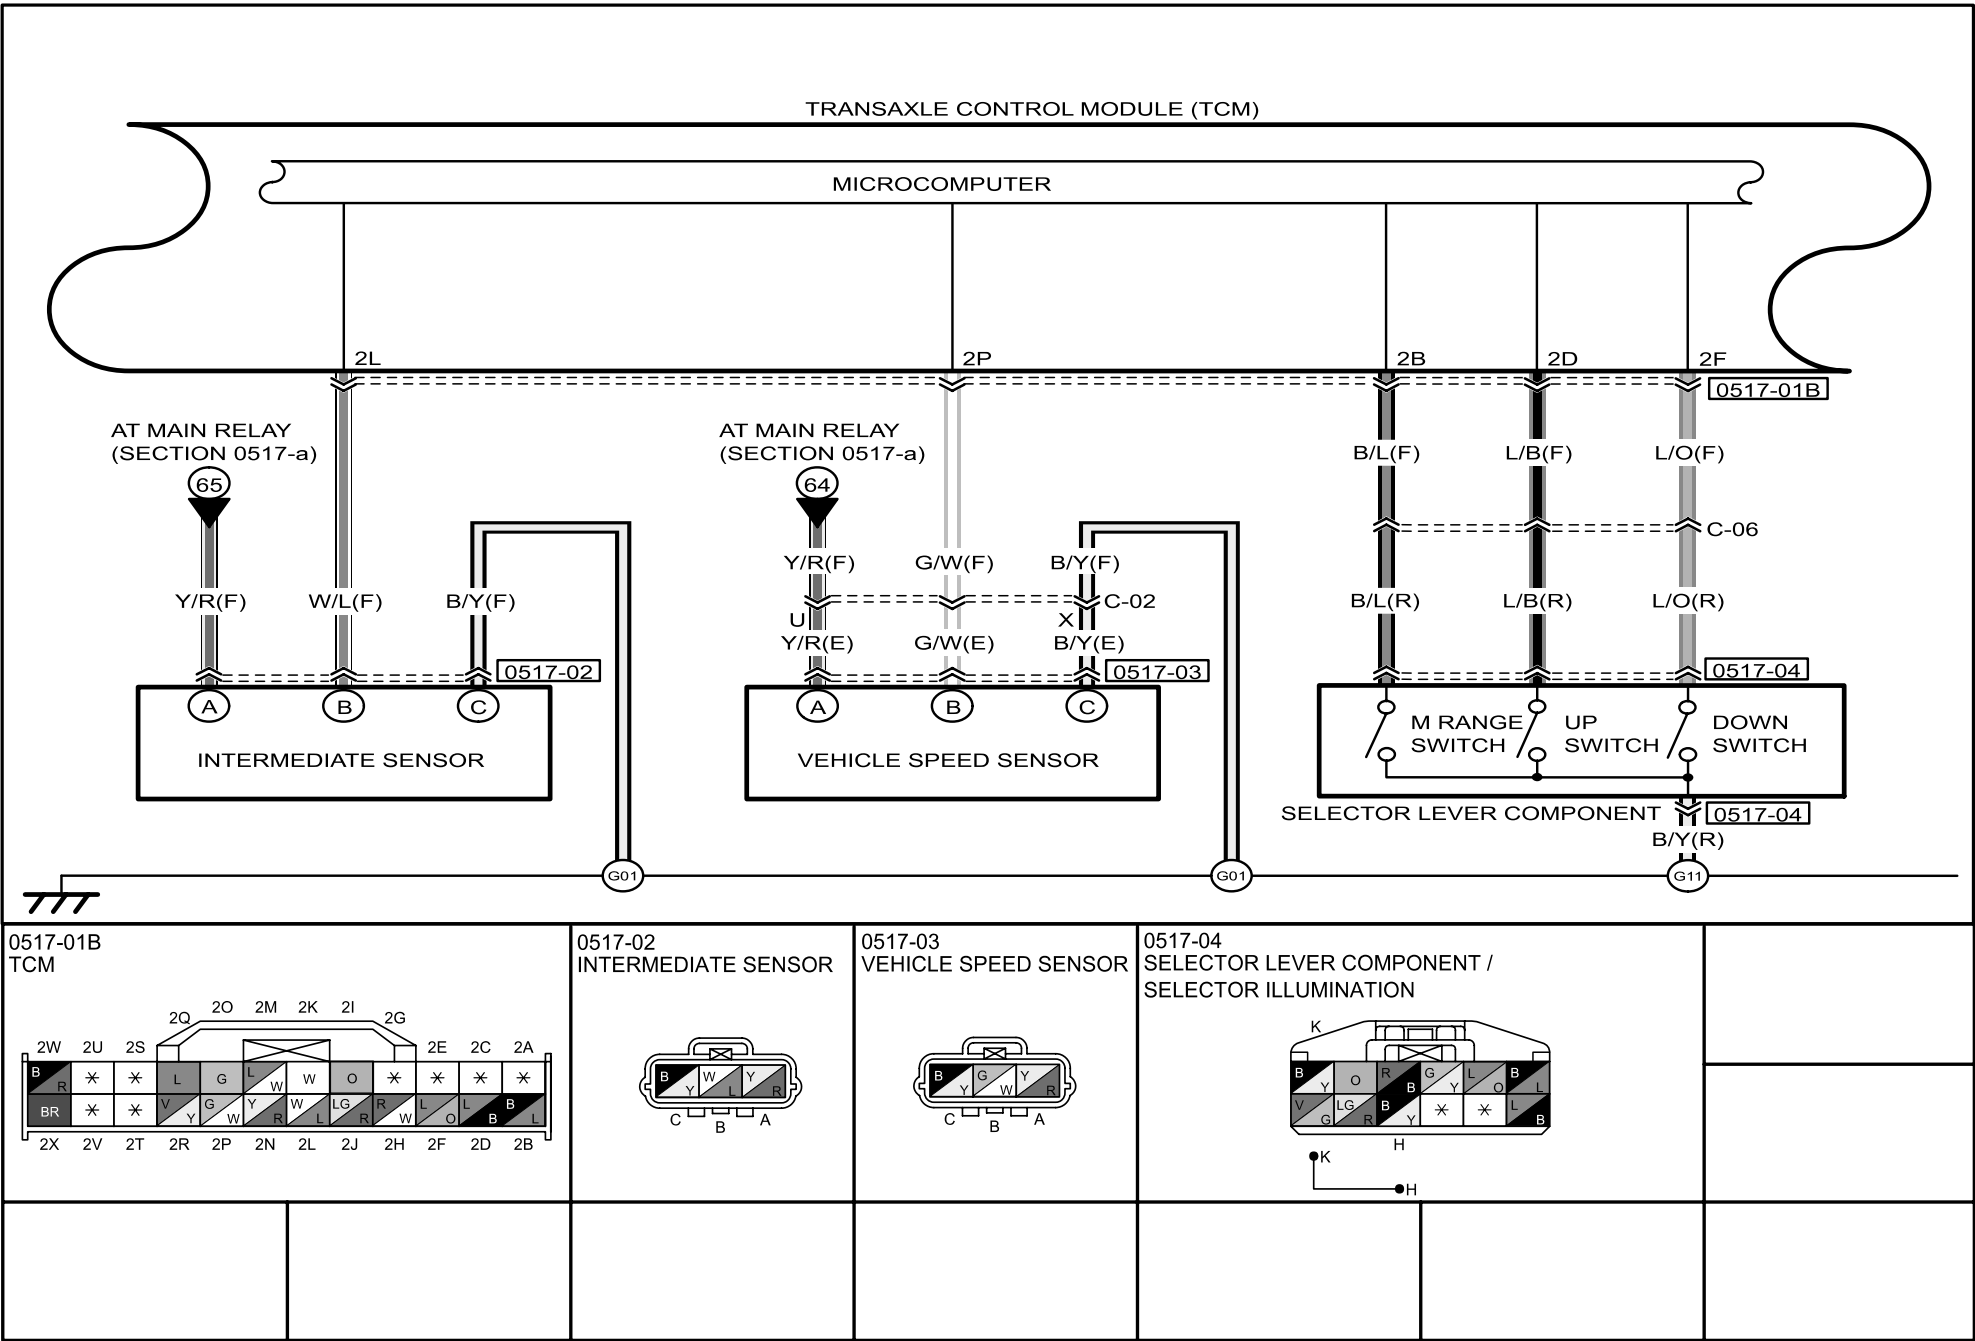 TRANSAXLE CONTROL MODULE (TCM)
MICROCOMPUTER
2L 2P 2B 2D 2F
0517-01B
AT MAIN RELAY
(SECTION 0517-a)
65
AT MAIN RELAY
(SECTION 0517-a)
64
B/L(F) L/B(F) L/O(F)
C-06
Y/R(F) G/W(F) B/Y(F)
Y/R(F) W/L(F) B/Y(F)
C-02
B/L(R) L/B(R) L/O(R)
U X
Y/R(E) G/W(E) B/Y(E)
0517-02
0517-03
0517-04
A B C
INTERMEDIATE SENSOR
A B C
VEHICLE SPEED SENSOR
M RANGE
SWITCH
UP
SWITCH
DOWN
SWITCH
SELECTOR LEVER COMPONENT
0517-04
B/Y(R)
G01 G01 G11
0517-01B
TCM
2Q 2O 2M 2K 2I 2G
2W 2U 2S 2E 2C 2A
B R * * L G L W W O * * * *
BR * * V Y G W Y R W L LG R R W L O L B B L
2X 2V 2T 2R 2P 2N 2L 2J 2H 2F 2D 2B
0517-02
INTERMEDIATE SENSOR
B Y W L Y R
C B A
0517-03
VEHICLE SPEED SENSOR
B Y G W Y R
C B A
0517-04
SELECTOR LEVER COMPONENT /
SELECTOR ILLUMINATION
K
B Y O R B G Y L O B L
V G LG R B Y * * L B
H
K
H